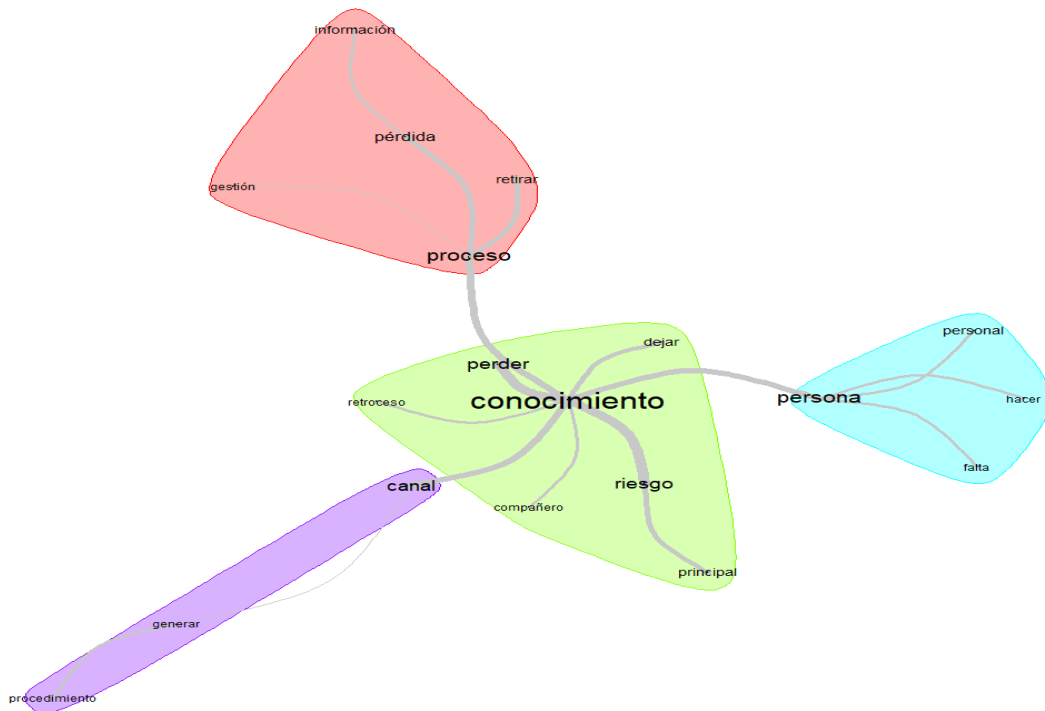 información
pérdida
retirar
gestión
proceso
personal
dejar
perder
persona
hacer
conocimiento
retroceso
falta
riesgo
canal
compañero
principal
generar
procedimiento